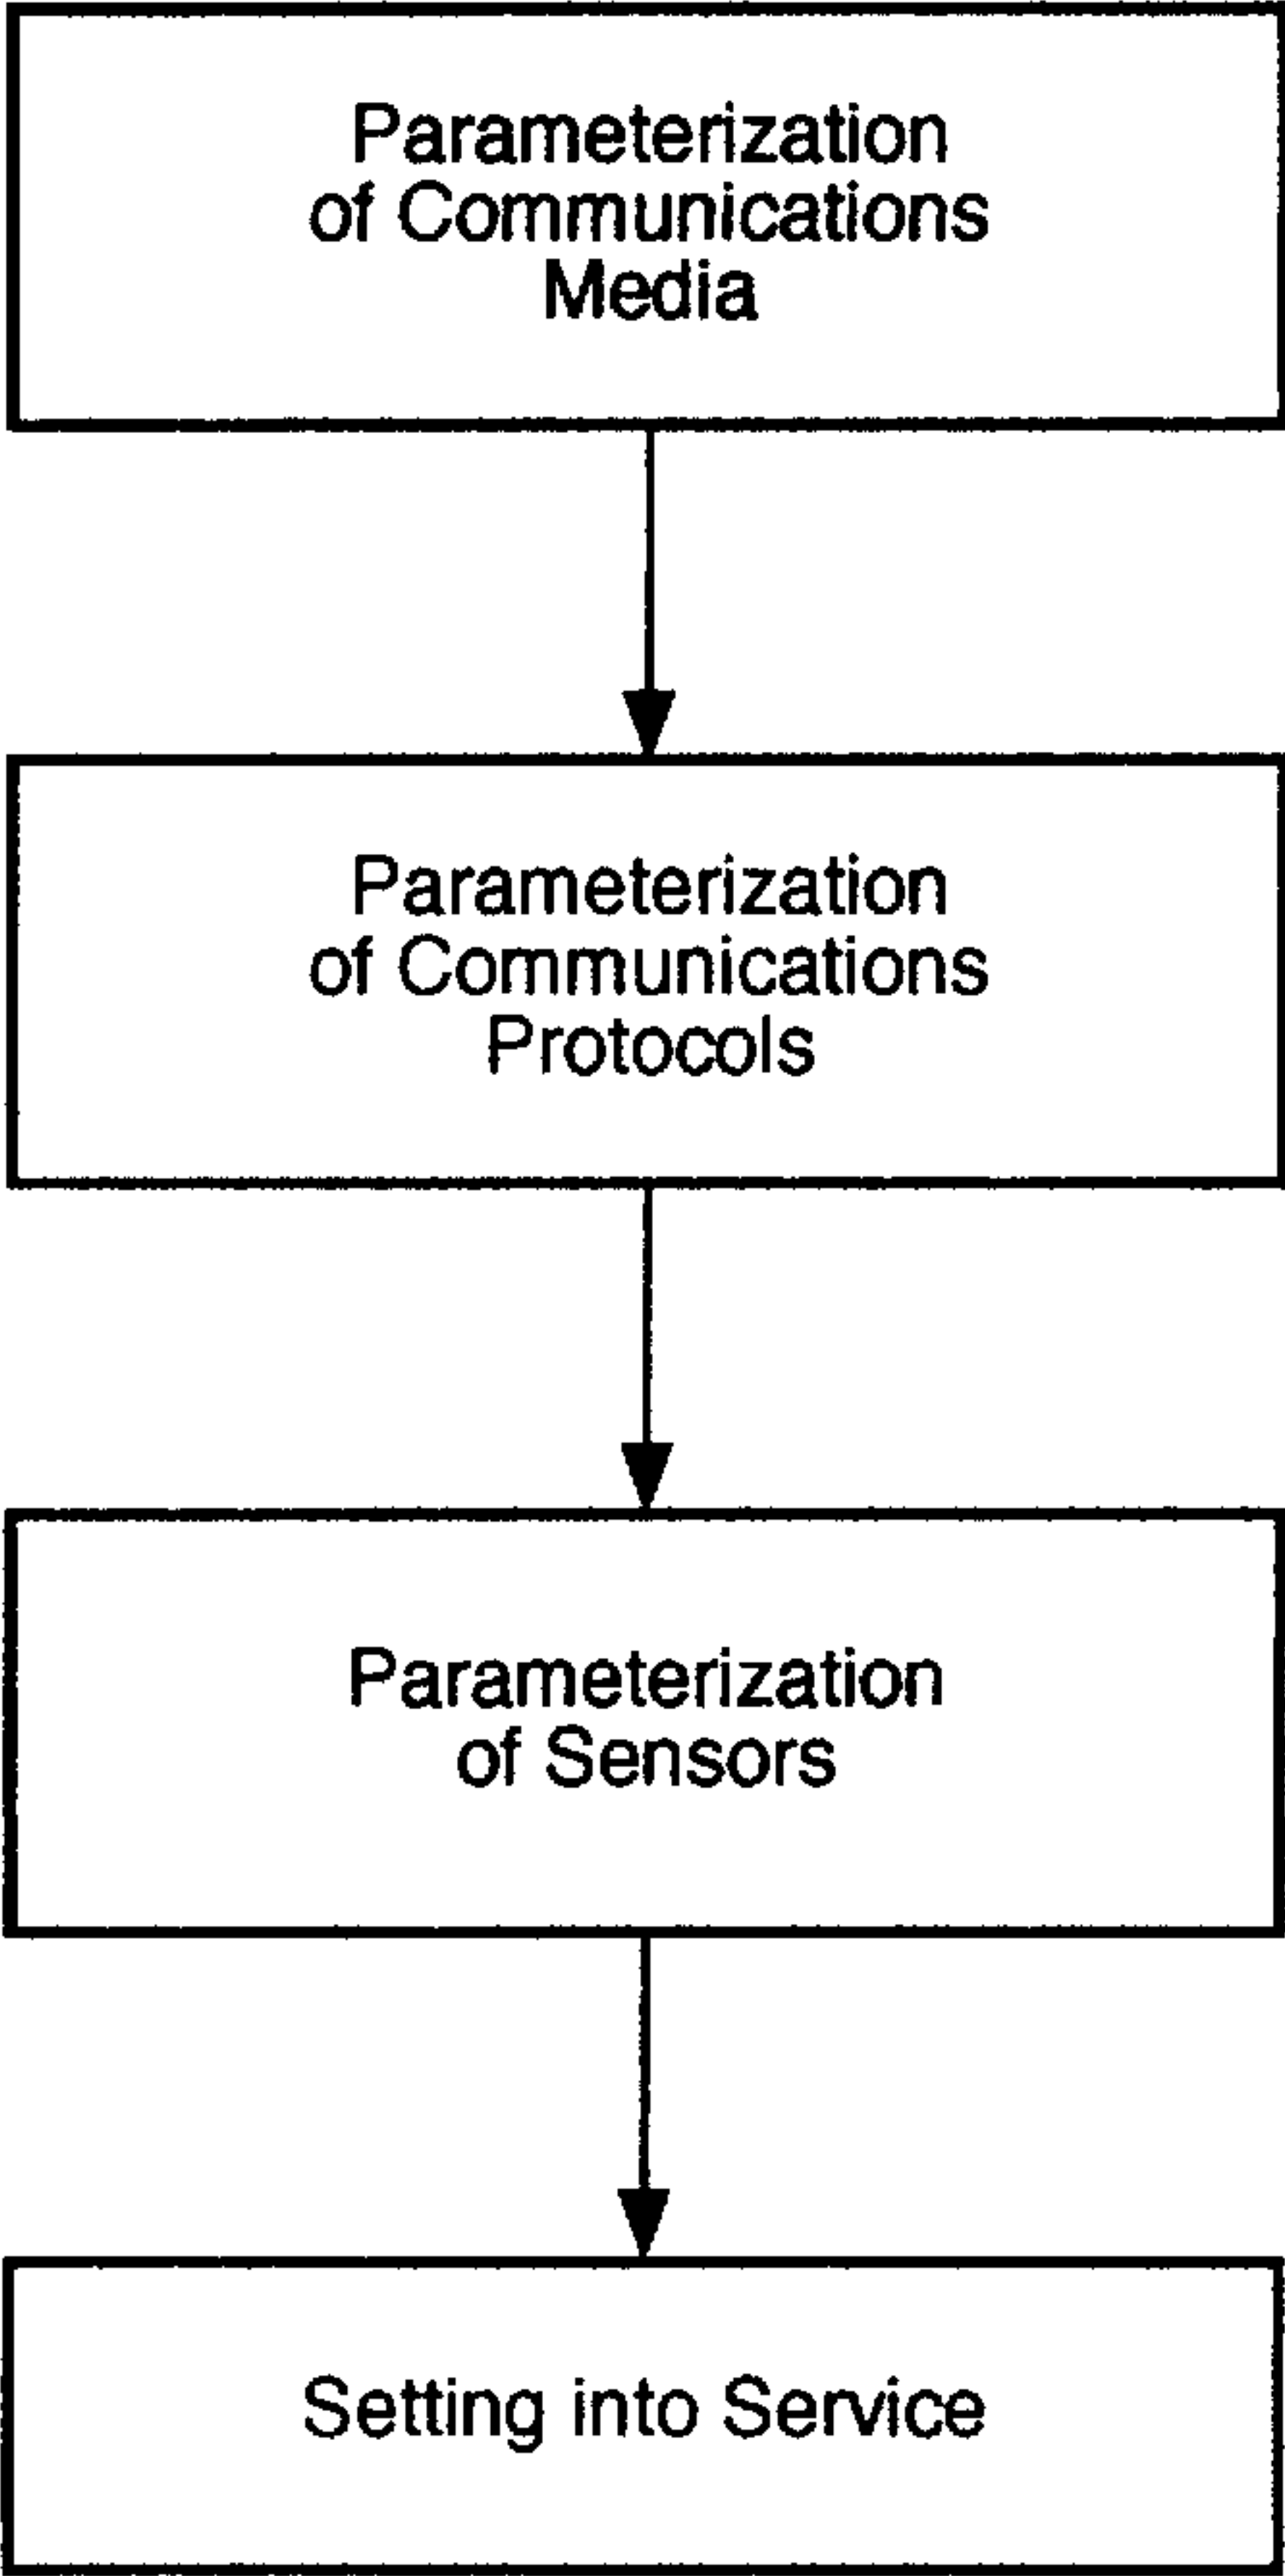 Parameterization
of Communications
Media
Parameterization
of Communications
Protocols
Parameterization
of Sensors
Setting into Service